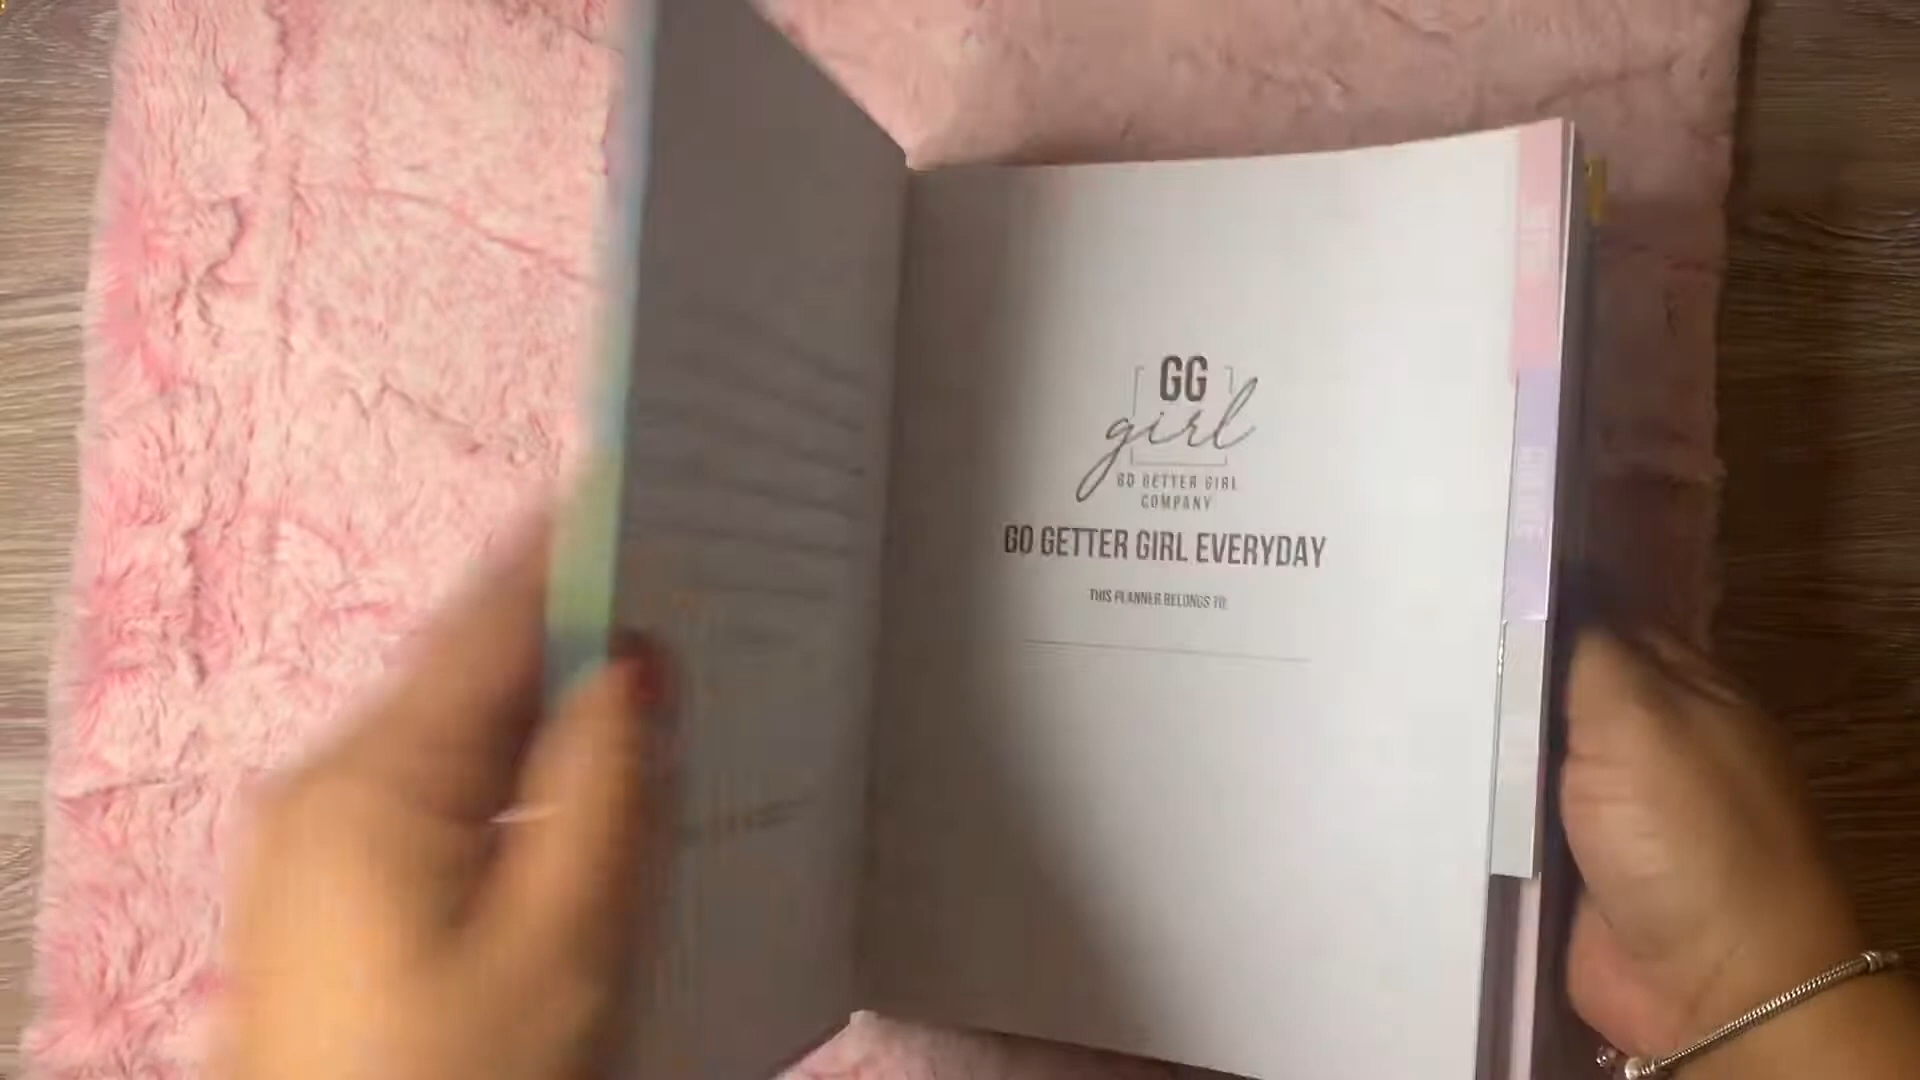 GG
girl
GO GETTER GIRL
COMPANY
GO GETTER GIRL EVERYDAY
THIS PLANNER BELONGS TO: